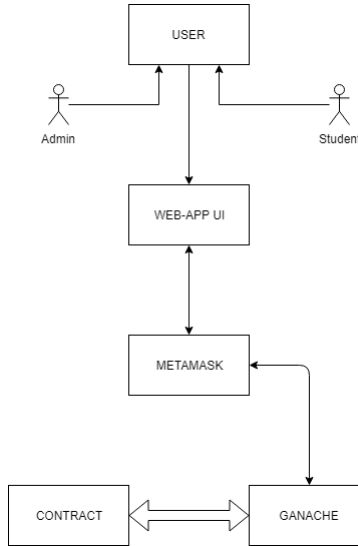 USER
Admin
Student
WEB-APP UI
METAMASK
CONTRACT
GANACHE